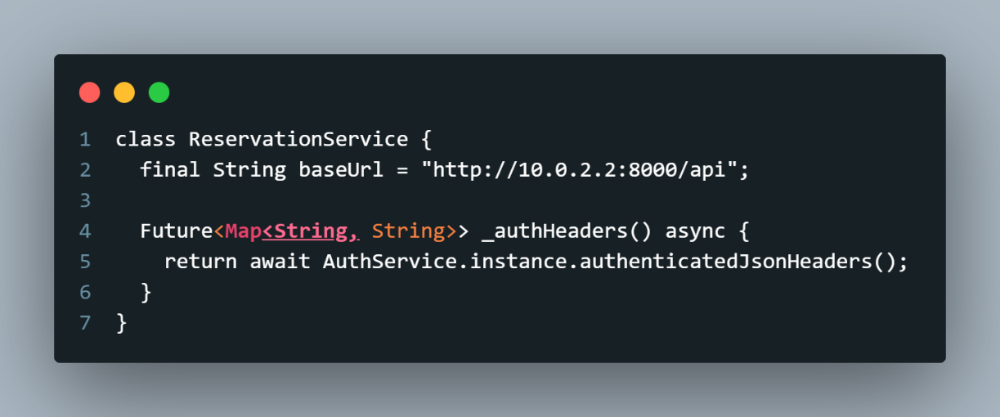 1 class ReservationService {
2   final String baseUrl = "http://10.0.2.2:8000/api";
3
4   Future<Map<String, String>> _authHeaders() async {
5     return await AuthService.instance.authenticatedJsonHeaders();
6   }
7 }